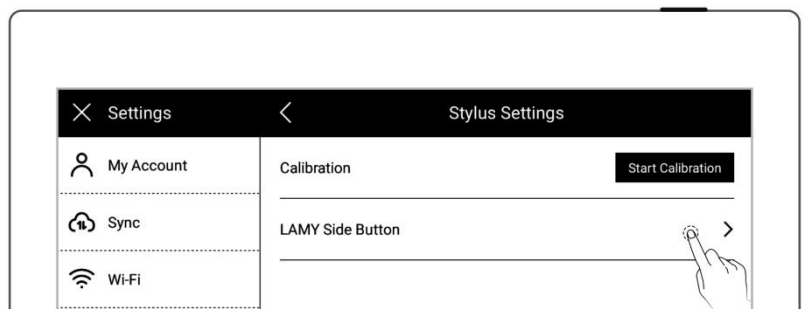 Settings
Stylus Settings
My Account
Calibration
Start Calibration
Sync
LAMY Side Button
Wi-Fi